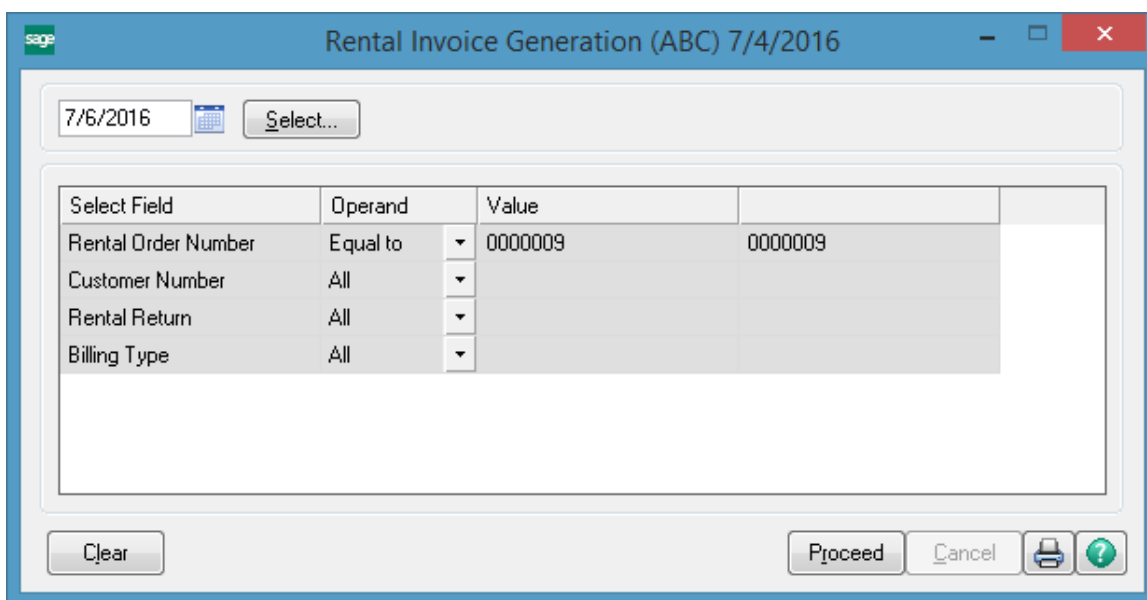 sage
Rental Invoice Generation (ABC) 7/4/2016
7/6/2016 Select...
Select Field Operand Value
Rental Order Number Equal to 0000009 0000009
Customer Number All
Rental Return All
Billing Type All
Clear Proceed Cancel ?